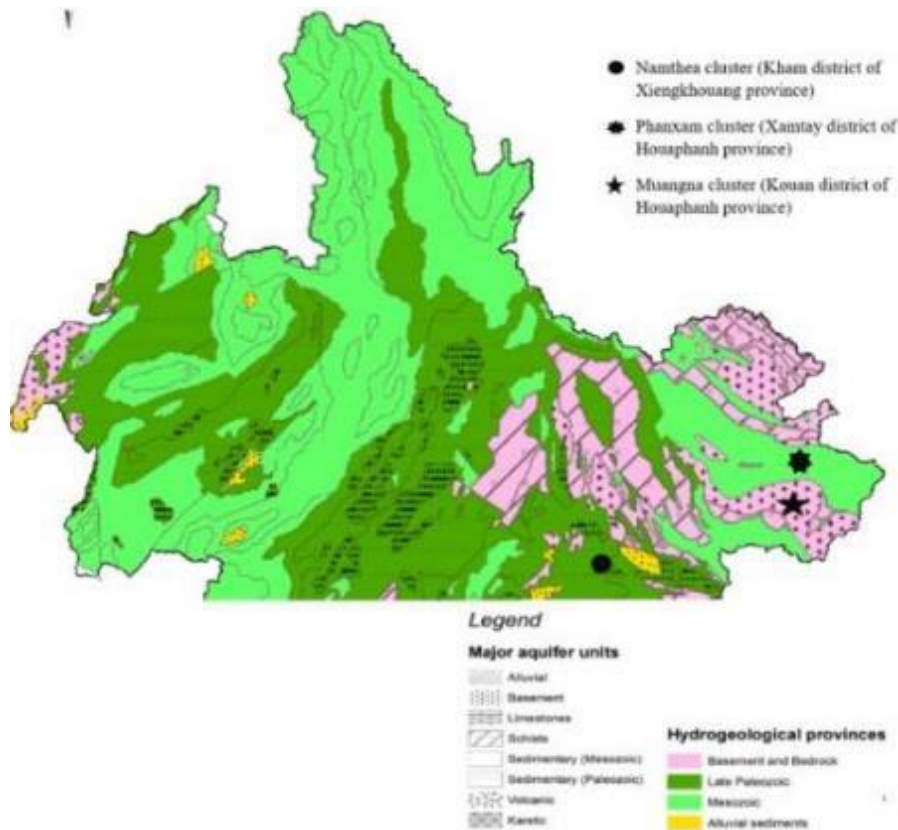 Namthea cluster (Kham district of
Xiengkhouang province)
Phanxam cluster (Xamtay district of
Houaphanh province)
Muangna cluster (Kouan district of
Houaphanh province)
Legend
Major aquifer units
Alluvial
Basement
Limestones
Schists
Sedimentary (Mesozoic)
Sedimentary (Paleozoic)
Volcanic
Karstic
Hydrogeological provinces
Basement and Bedrock
Late Paleozoic
Mesozoic
Alluvial sediments